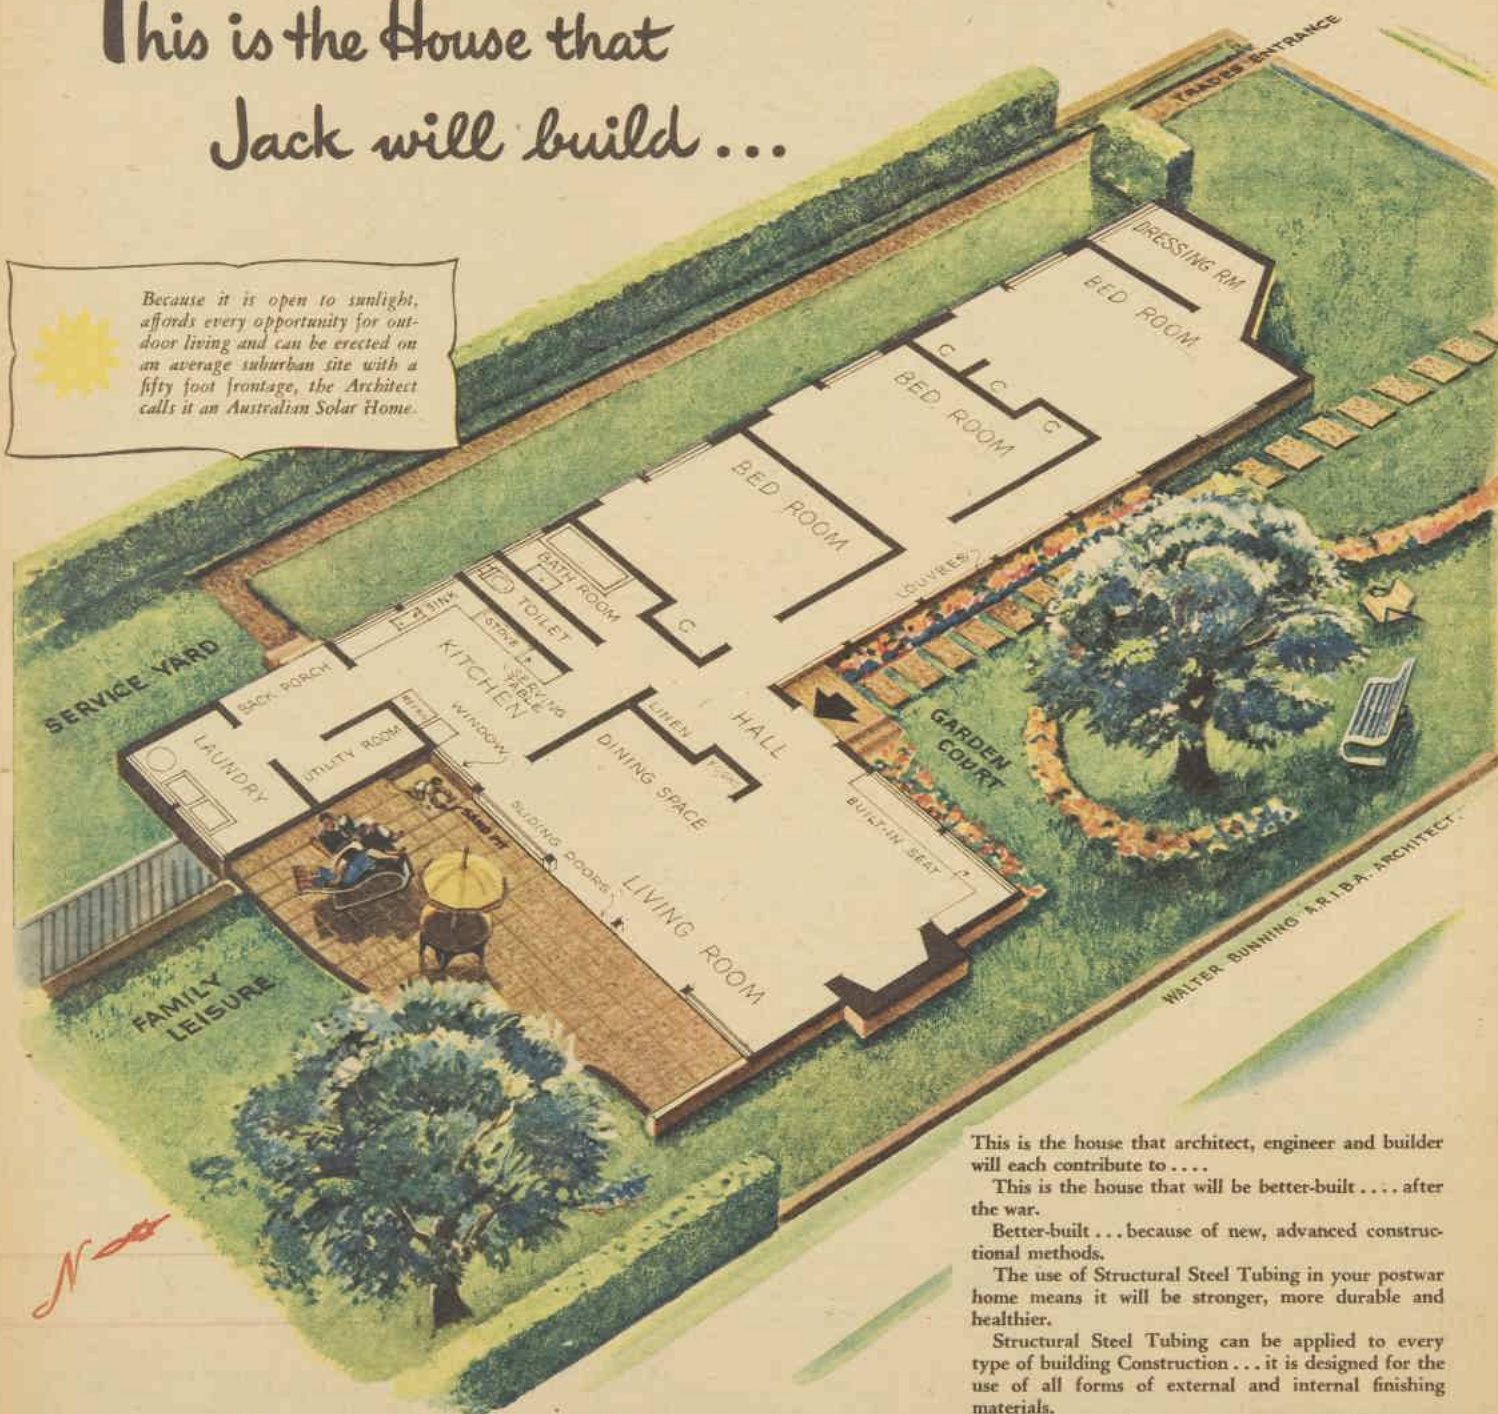 This is the House that
Jack will build...
TRADES ENTRANCE
Because it is open to sunlight,
affords every opportunity for out-
door living and can be erected on
an average suburban site with a
fifty foot frontage, the Architect
calls it an Australian Solar Home.
DRESSING RM
BED ROOM
C
C
C
BED ROOM
BED ROOM
LOUVRES
BATH ROOM
TOILET
C
SINK
STOVE
SERVING
TABLE
KITCHEN
WINDOW
REFRIG
SERVICE YARD
BACK PORCH
LAUNDRY
UTILITY ROOM
LINEN
HALL
DINING SPACE
GARDEN
COURT
BUILT-IN SEAT
SAND PIT
SLIDING DOORS
LIVING ROOM
FAMILY
LEISURE
WALTER BUNNING A.R.I.B.A. ARCHITECT.
N
This is the house that architect, engineer and builder
will each contribute to ....
This is the house that will be better-built .... after
the war.
Better-built ... because of new, advanced construc-
tional methods.
The use of Structural Steel Tubing in your postwar
home means it will be stronger, more durable and
healthier.
Structural Steel Tubing can be applied to every
type of building Construction ... it is designed for the
use of all forms of external and internal finishing
materials.